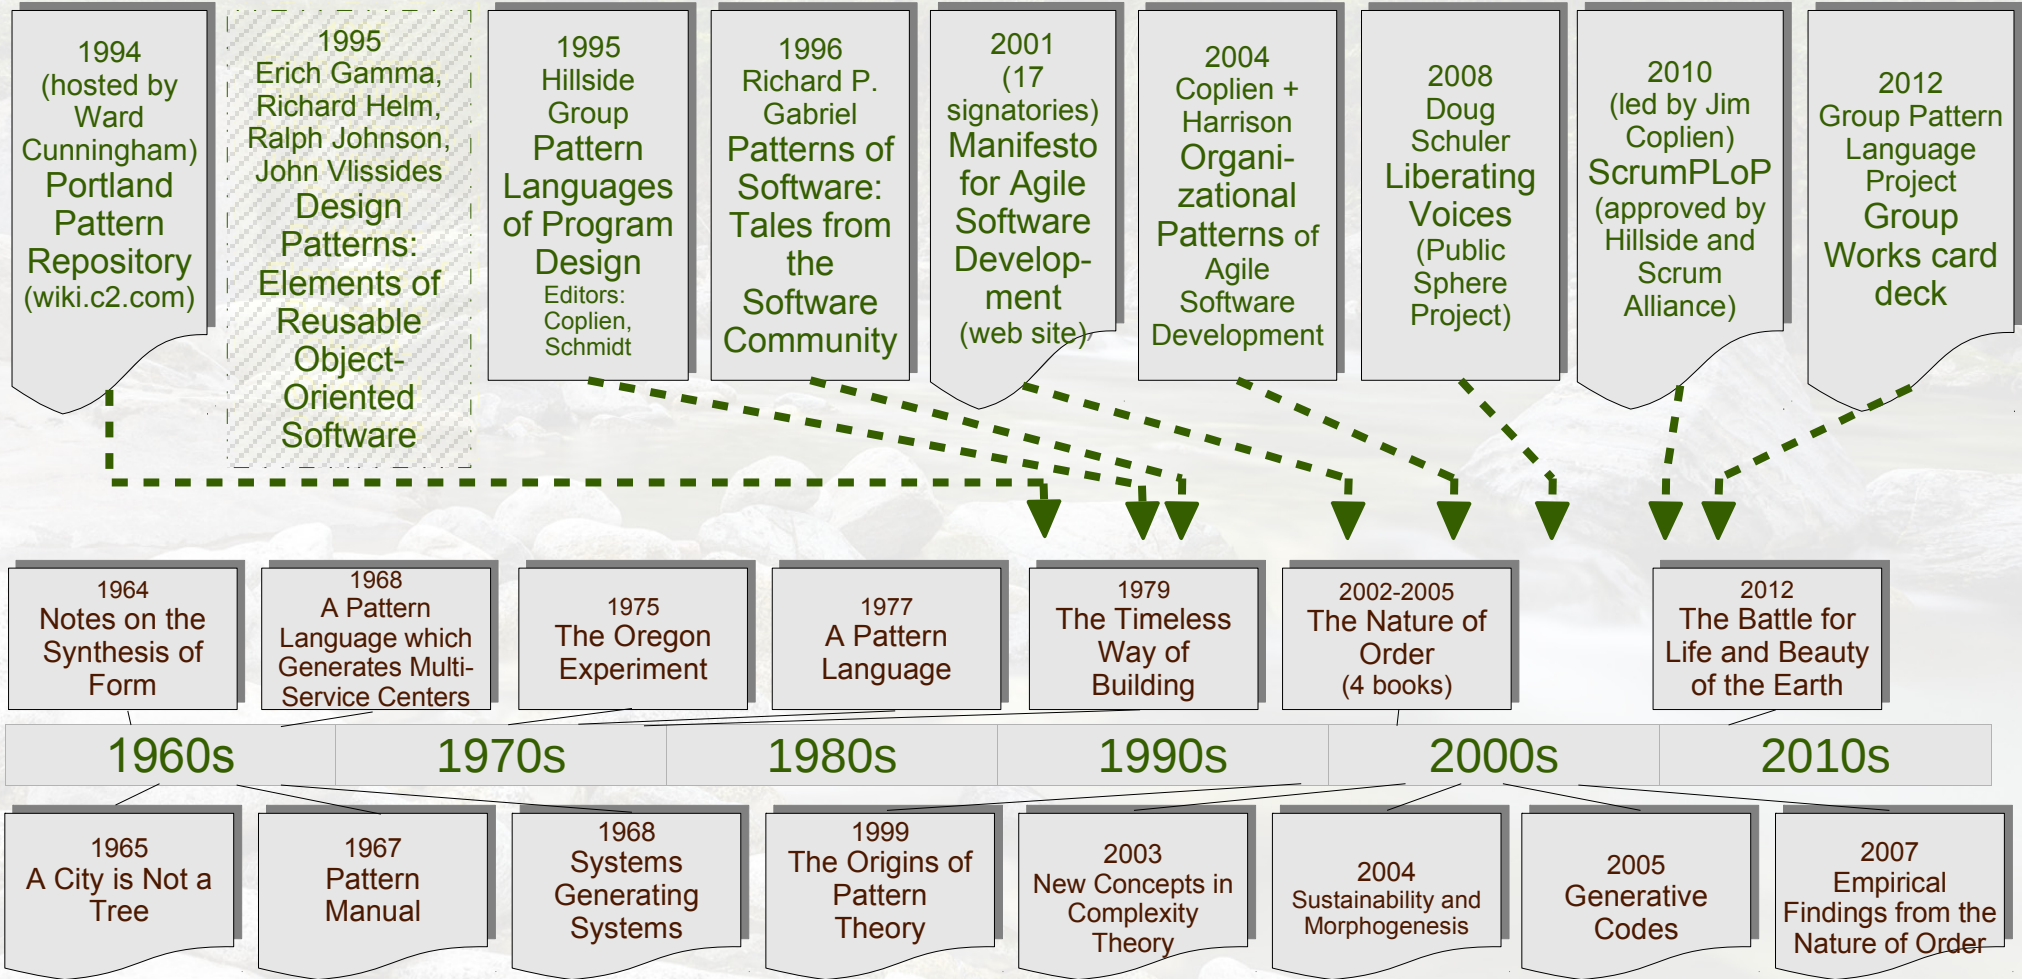 1994
(hosted by
Ward
Cunningham)
Portland
Pattern
Repository
(wiki.c2.com)
1995
Erich Gamma,
Richard Helm,
Ralph Johnson,
John Vlissides
Design
Patterns:
Elements of
Reusable
Object-
Oriented
Software
1995
Hillside
Group
Pattern
Languages
of Program
Design
Editors:
Coplien,
Schmidt
1996
Richard P.
Gabriel
Patterns of
Software:
Tales from
the
Software
Community
2001
(17
signatories)
Manifesto
for Agile
Software
Develop-
ment
(web site)
2004
Coplien +
Harrison
Organi-
zational
Patterns of
Agile
Software
Development
2008
Doug
Schuler
Liberating
Voices
(Public
Sphere
Project)
2010
(led by Jim
Coplien)
ScrumPLoP
(approved by
Hillside and
Scrum
Alliance)
2012
Group Pattern
Language
Project
Group
Works card
deck
1964
Notes on the
Synthesis of
Form
1968
A Pattern
Language which
Generates Multi-
Service Centers
1975
The Oregon
Experiment
1977
A Pattern
Language
1979
The Timeless
Way of
Building
2002-2005
The Nature of
Order
(4 books)
2012
The Battle for
Life and Beauty
of the Earth
1960s
1970s
1980s
1990s
2000s
2010s
1965
A City is Not a
Tree
1967
Pattern
Manual
1968
Systems
Generating
Systems
1999
The Origins of
Pattern
Theory
2003
New Concepts in
Complexity
Theory
2004
Sustainability and
Morphogenesis
2005
Generative
Codes
2007
Empirical
Findings from the
Nature of Order